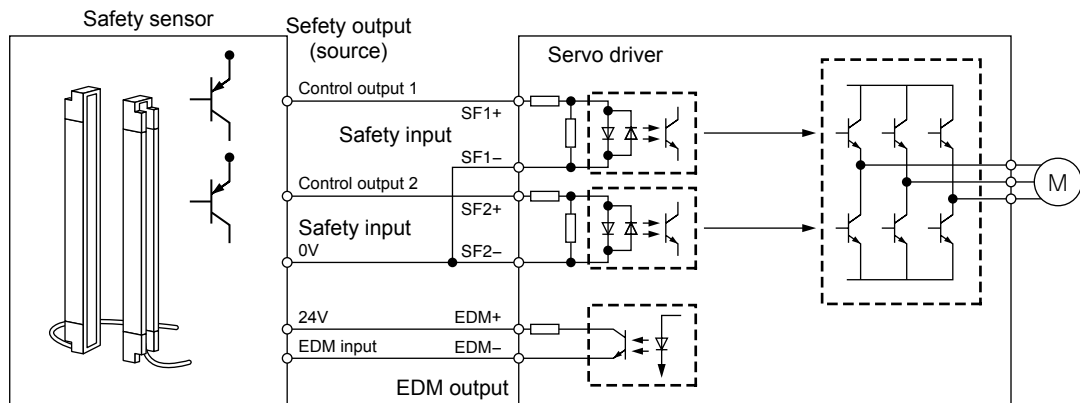 Safety sensor
Sefety output
(source)
Servo driver
Control output 1
SF1+
Safety input
SF1−
Control output 2
SF2+
Safety input
0V
SF2−
24V
EDM+
EDM input
EDM−
EDM output
M